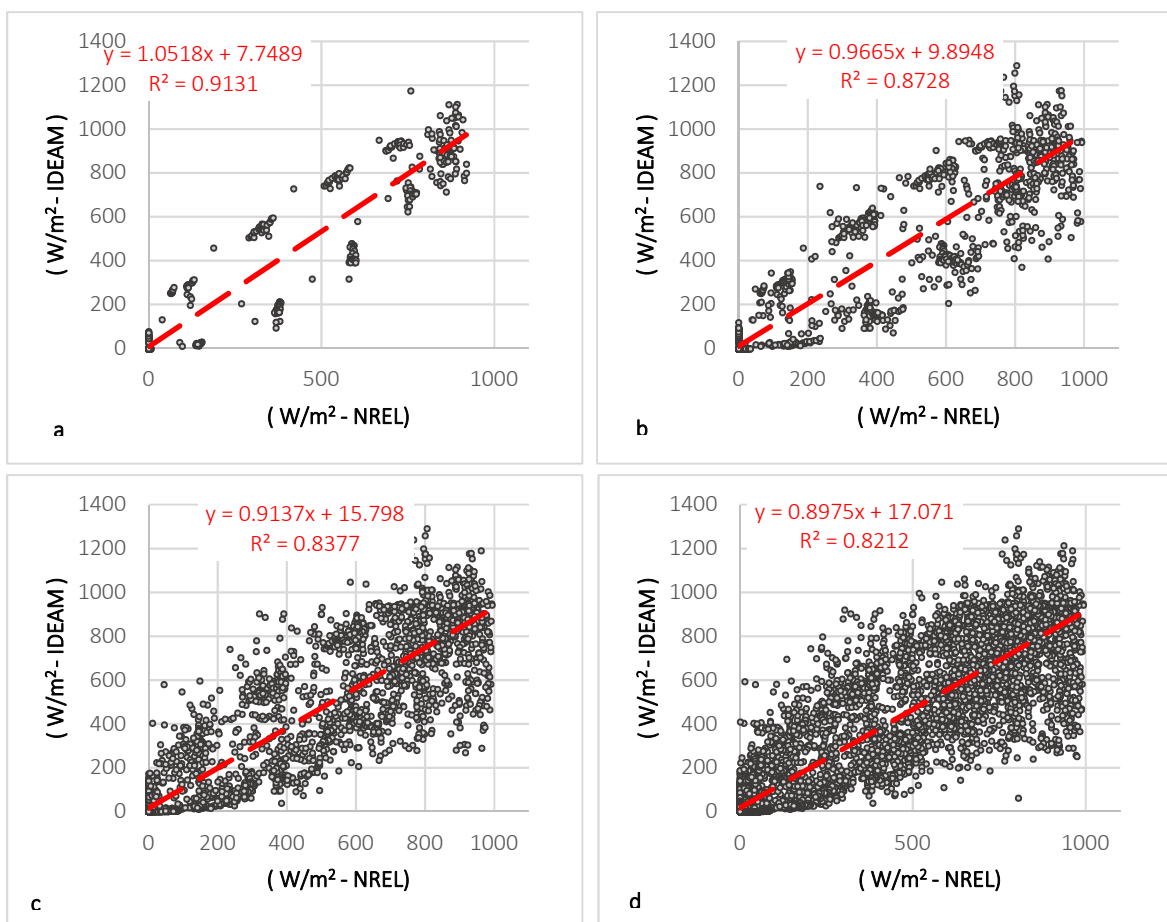 1400
y = 1.0518x + 7.7489
R² = 0.9131
1200
1000
800
600
400
200
0
( W/m² - IDEAM )
0 500 1000
( W/m² - NREL)
a
1400
y = 0.9665x + 9.8948
R² = 0.8728
1200
1000
800
600
400
200
0
( W/m² - IDEAM )
0 200 400 600 800 1000
( W/m² - NREL)
b
1400
y = 0.9137x + 15.798
R² = 0.8377
1200
1000
800
600
400
200
0
( W/m² - IDEAM )
0 200 400 600 800 1000
( W/m² - NREL)
c
1400
y = 0.8975x + 17.071
R² = 0.8212
1200
1000
800
600
400
200
0
( W/m² - IDEAM )
0 500 1000
( W/m² - NREL)
d